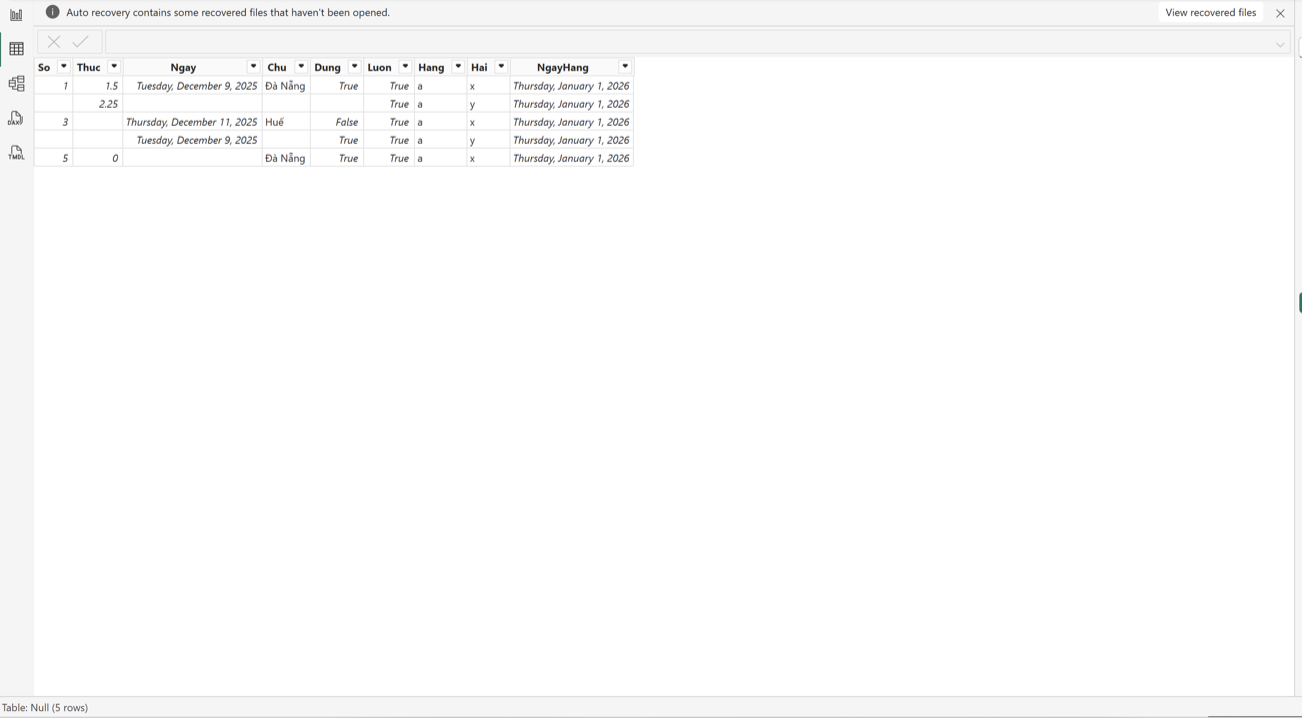 Auto recovery contains some recovered files that haven't been opened. View recovered files
So Thuc Ngay Chu Dung Luon Hang Hai NgayHang
1 1.5 Tuesday, December 9, 2025 Đà Nẵng True True a x Thursday, January 1, 2026
2.25 True a y Thursday, January 1, 2026
3 Thursday, December 11, 2025 Huế False True a x Thursday, January 1, 2026
Tuesday, December 9, 2025 True True a y Thursday, January 1, 2026
5 0 Đà Nẵng True True a x Thursday, January 1, 2026
DAX
TMDL
Table: Null (5 rows)